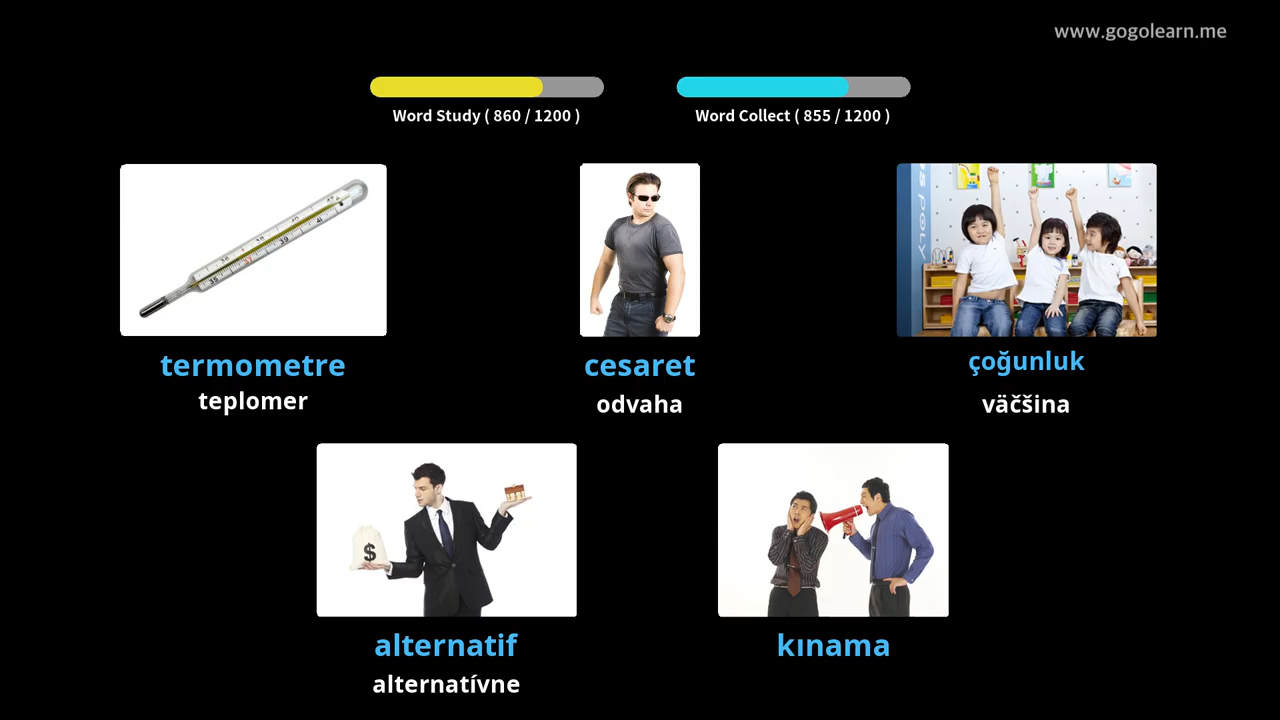 www.gogolearn.me
Word Study ( 860 / 1200 )
Word Collect ( 855 / 1200 )
termometre
teplomer
cesaret
odvaha
çoğunluk
väčšina
$
alternatif
alternatívne
kınama